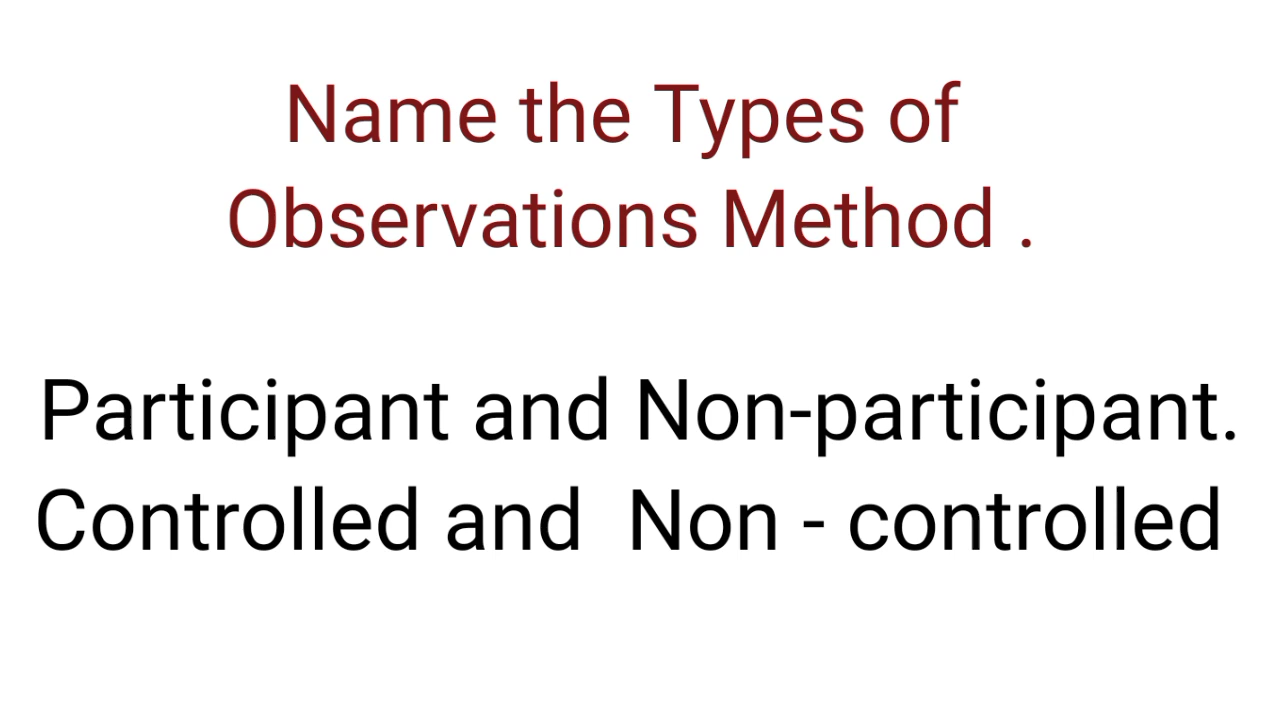 Name the Types of
Observations Method .
Participant and Non-participant.
Controlled and  Non - controlled